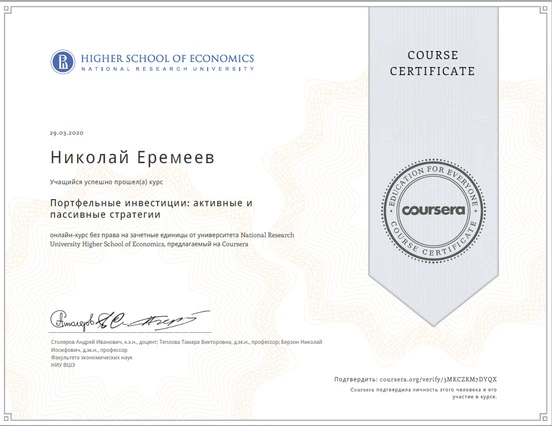 HIGHER SCHOOL OF ECONOMICS
NATIONAL RESEARCH UNIVERSITY
COURSE
CERTIFICATE
29.03.2020
Николай Еремеев
Учащийся успешно прошел(а) курс
Портфельные инвестиции: активные и
пассивные стратегии
онлайн-курс без права на зачетные единицы от университета National Research
University Higher School of Economics, предлагаемый на Coursera
EDUCATION FOR EVERYONE
coursera
COURSE CERTIFICATE
Столяров Андрей Иванович, к.э.н., доцент; Теплова Тамара Викторовна, д.эк.н., профессор; Берзон Николай
Иосифович, д.эк.н., профессор
Факультета экономических наук
НИУ ВШЭ
Подтвердить: coursera.org/verify/3MKCZKM7DYQX
Coursera подтвердила личность этого человека и его
участие в курсе.